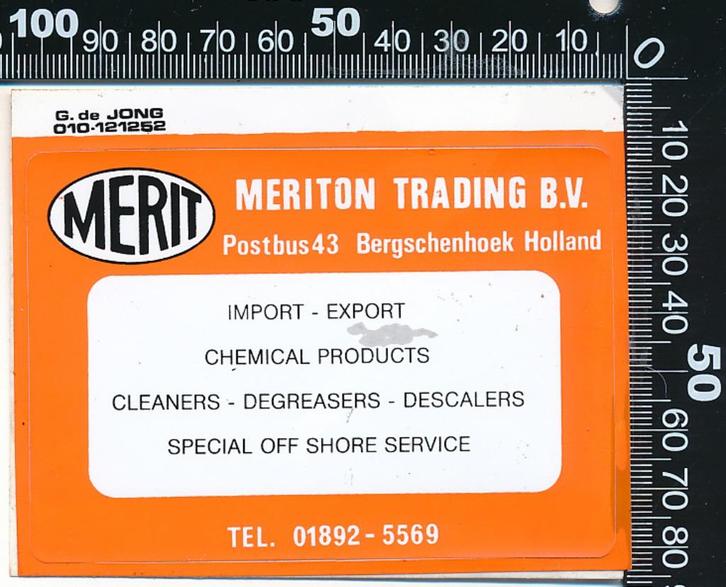 100 90 80 70 60 50 40 30 20 10 0
G. de JONG
010-121252
MERIT
MERITON TRADING B.V.
Postbus 43 Bergschenhoek Holland
IMPORT - EXPORT
CHEMICAL PRODUCTS
CLEANERS - DEGREASERS - DESCALERS
SPECIAL OFF SHORE SERVICE
TEL. 01892-5569
10
20
30
40
50
60
70
80